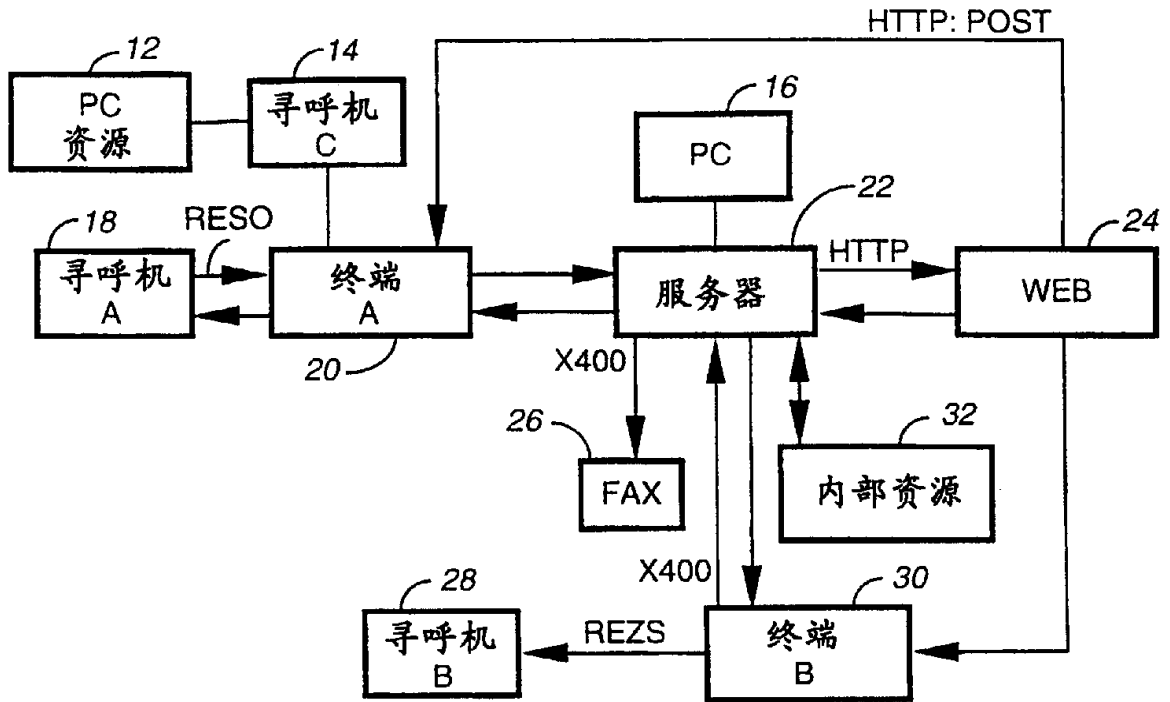 HTTP: POST
12
PC
资源
14
寻呼机
C
16
PC
18
寻呼机
A
RESO
终端
A
20
22
服务器
HTTP
24
WEB
X400
26
FAX
32
内部资源
X400
28
寻呼机
B
REZS
30
终端
B